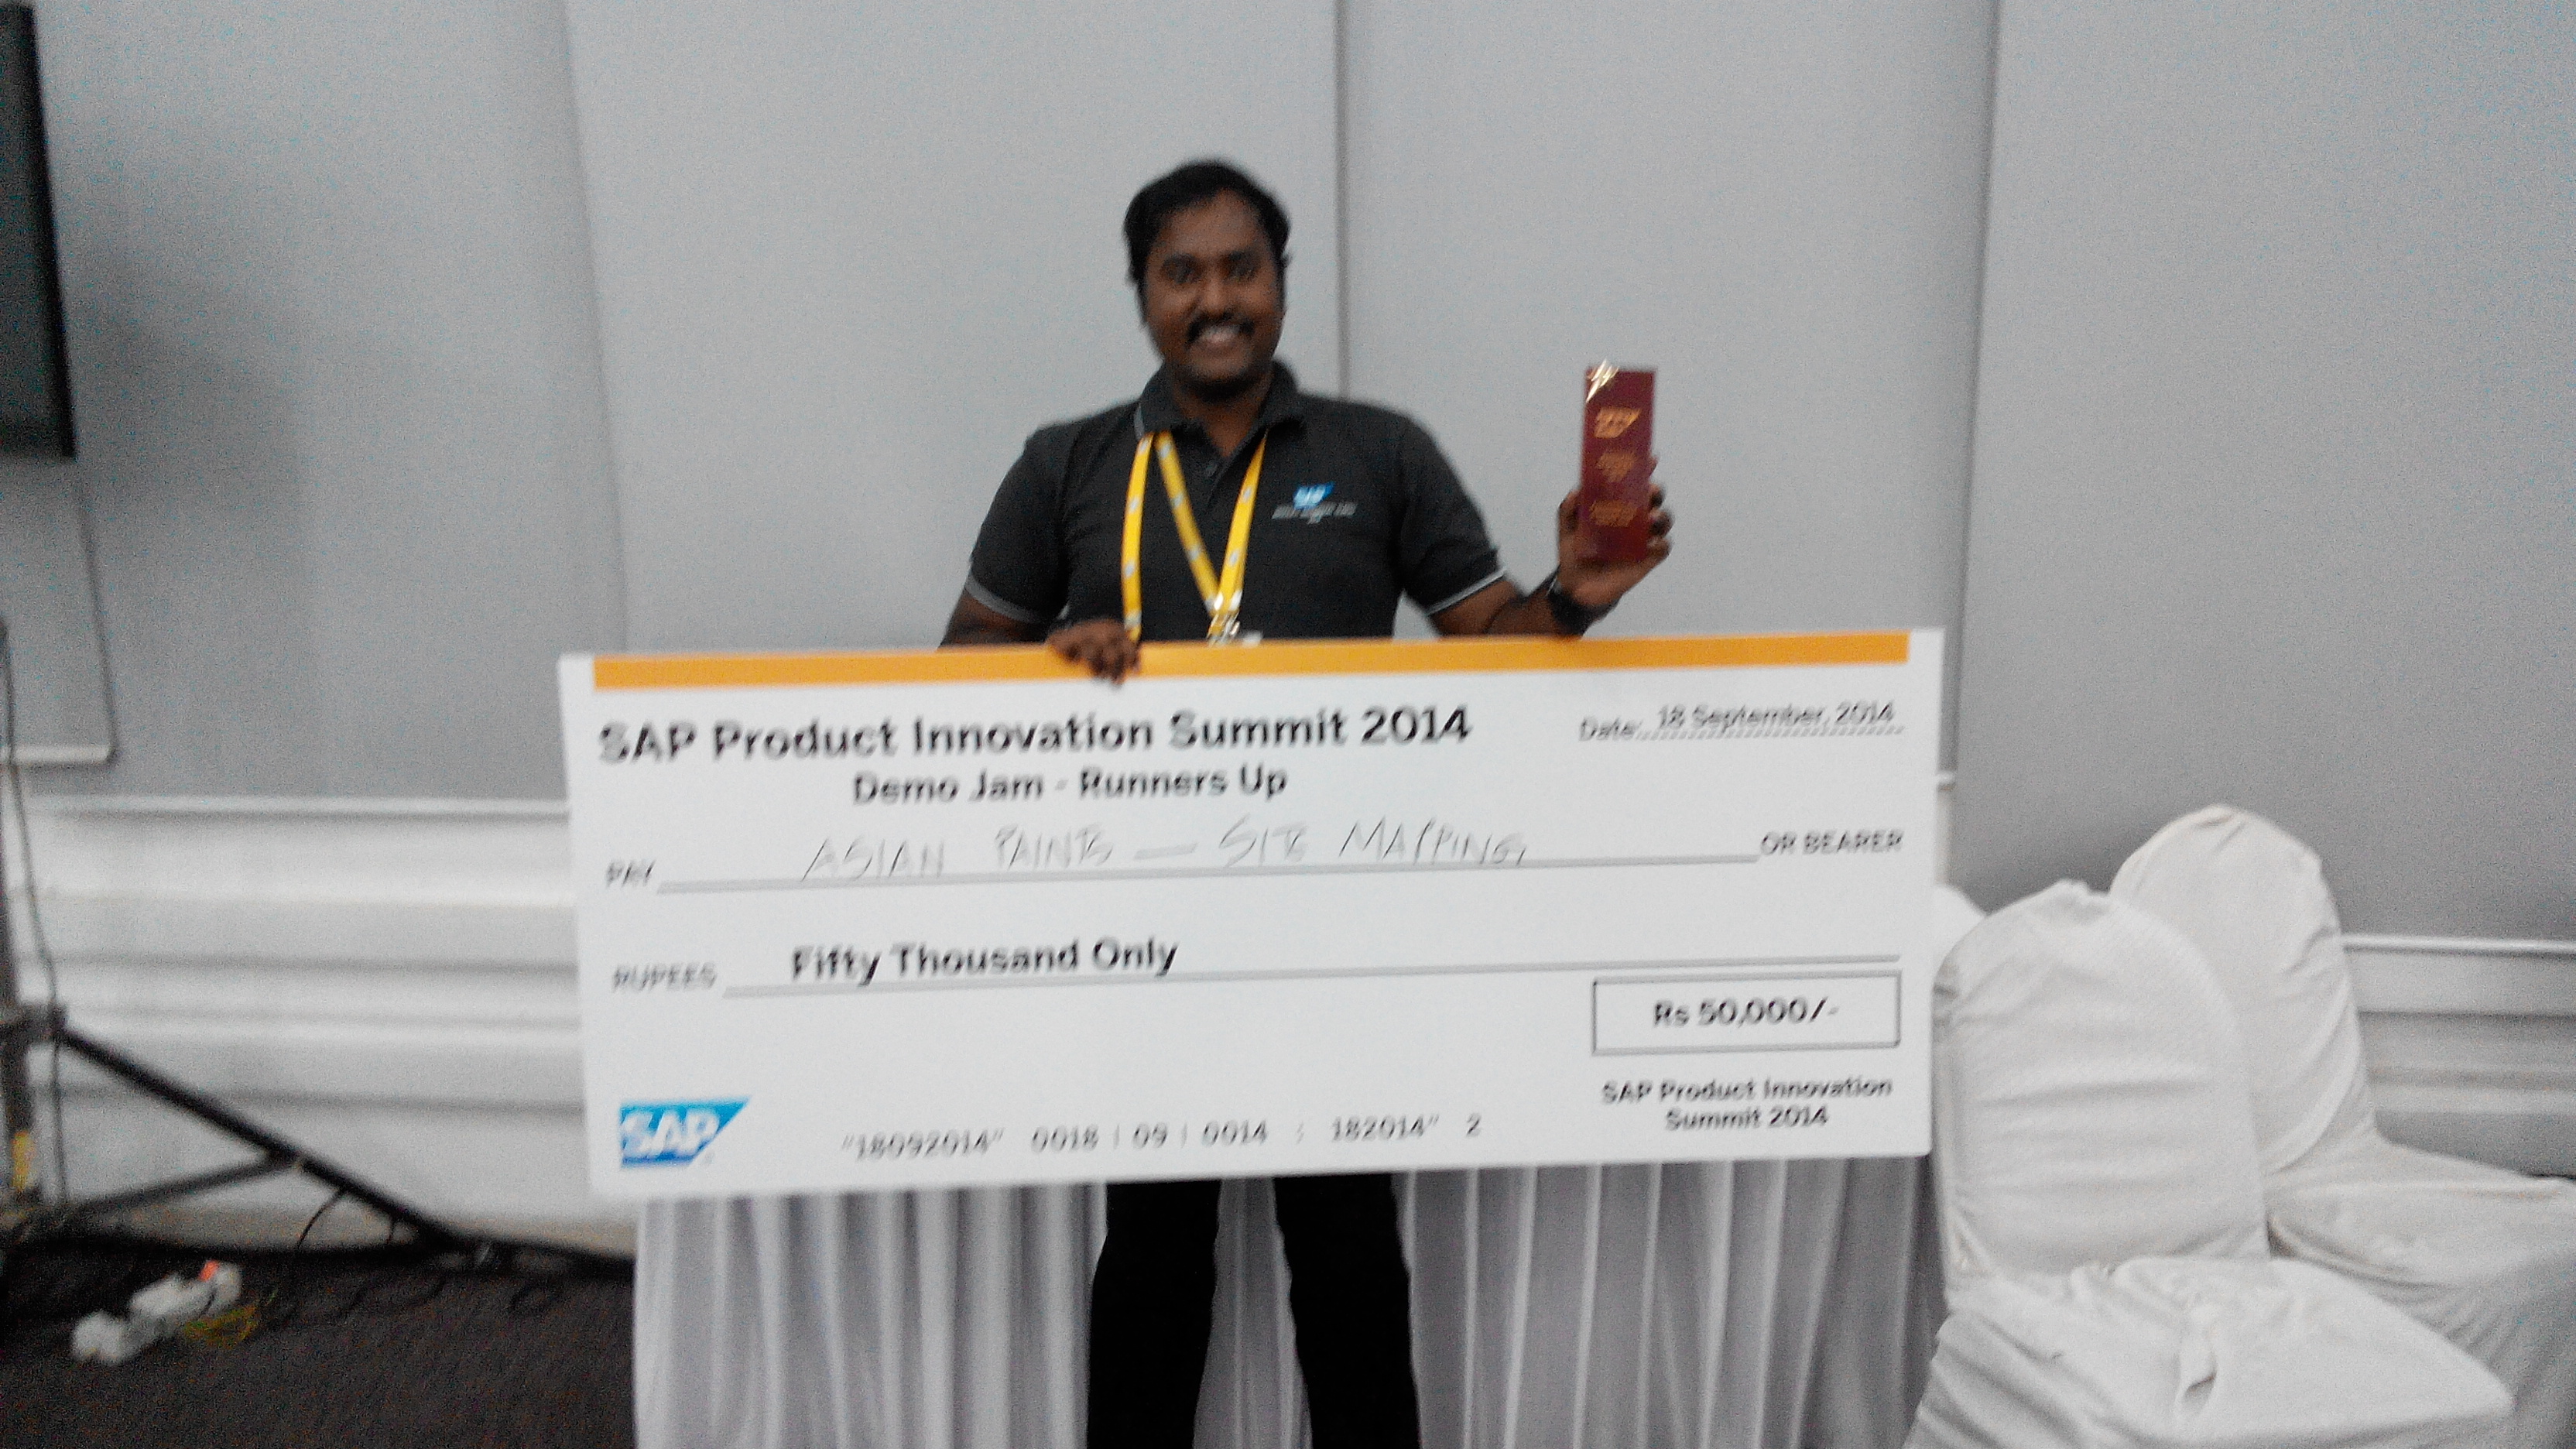 SAP Product Innovation Summit 2014
Date: 18 September, 2014
Demo Jam - Runners Up
PAY ASIAN PAINTS — SITE MAPPING, OR BEARER
RUPEES Fifty Thousand Only
Rs 50,000/-
SAP Product Innovation
Summit 2014
SAP
"18092014" 0018 | 09 | 0014 : 182014" 2
SAP